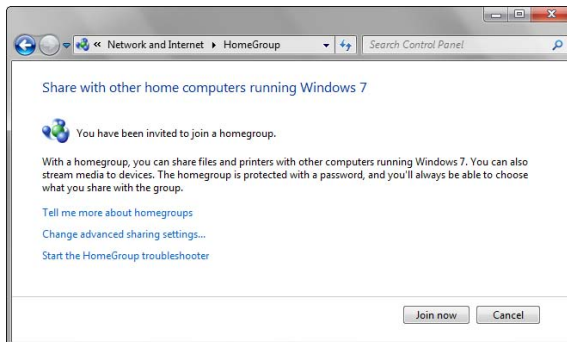 « Network and Internet ▸ HomeGroup
Search Control Panel
Share with other home computers running Windows 7
You have been invited to join a homegroup.
With a homegroup, you can share files and printers with other computers running Windows 7. You can also
stream media to devices. The homegroup is protected with a password, and you'll always be able to choose
what you share with the group.
Tell me more about homegroups
Change advanced sharing settings...
Start the HomeGroup troubleshooter
Join now
Cancel